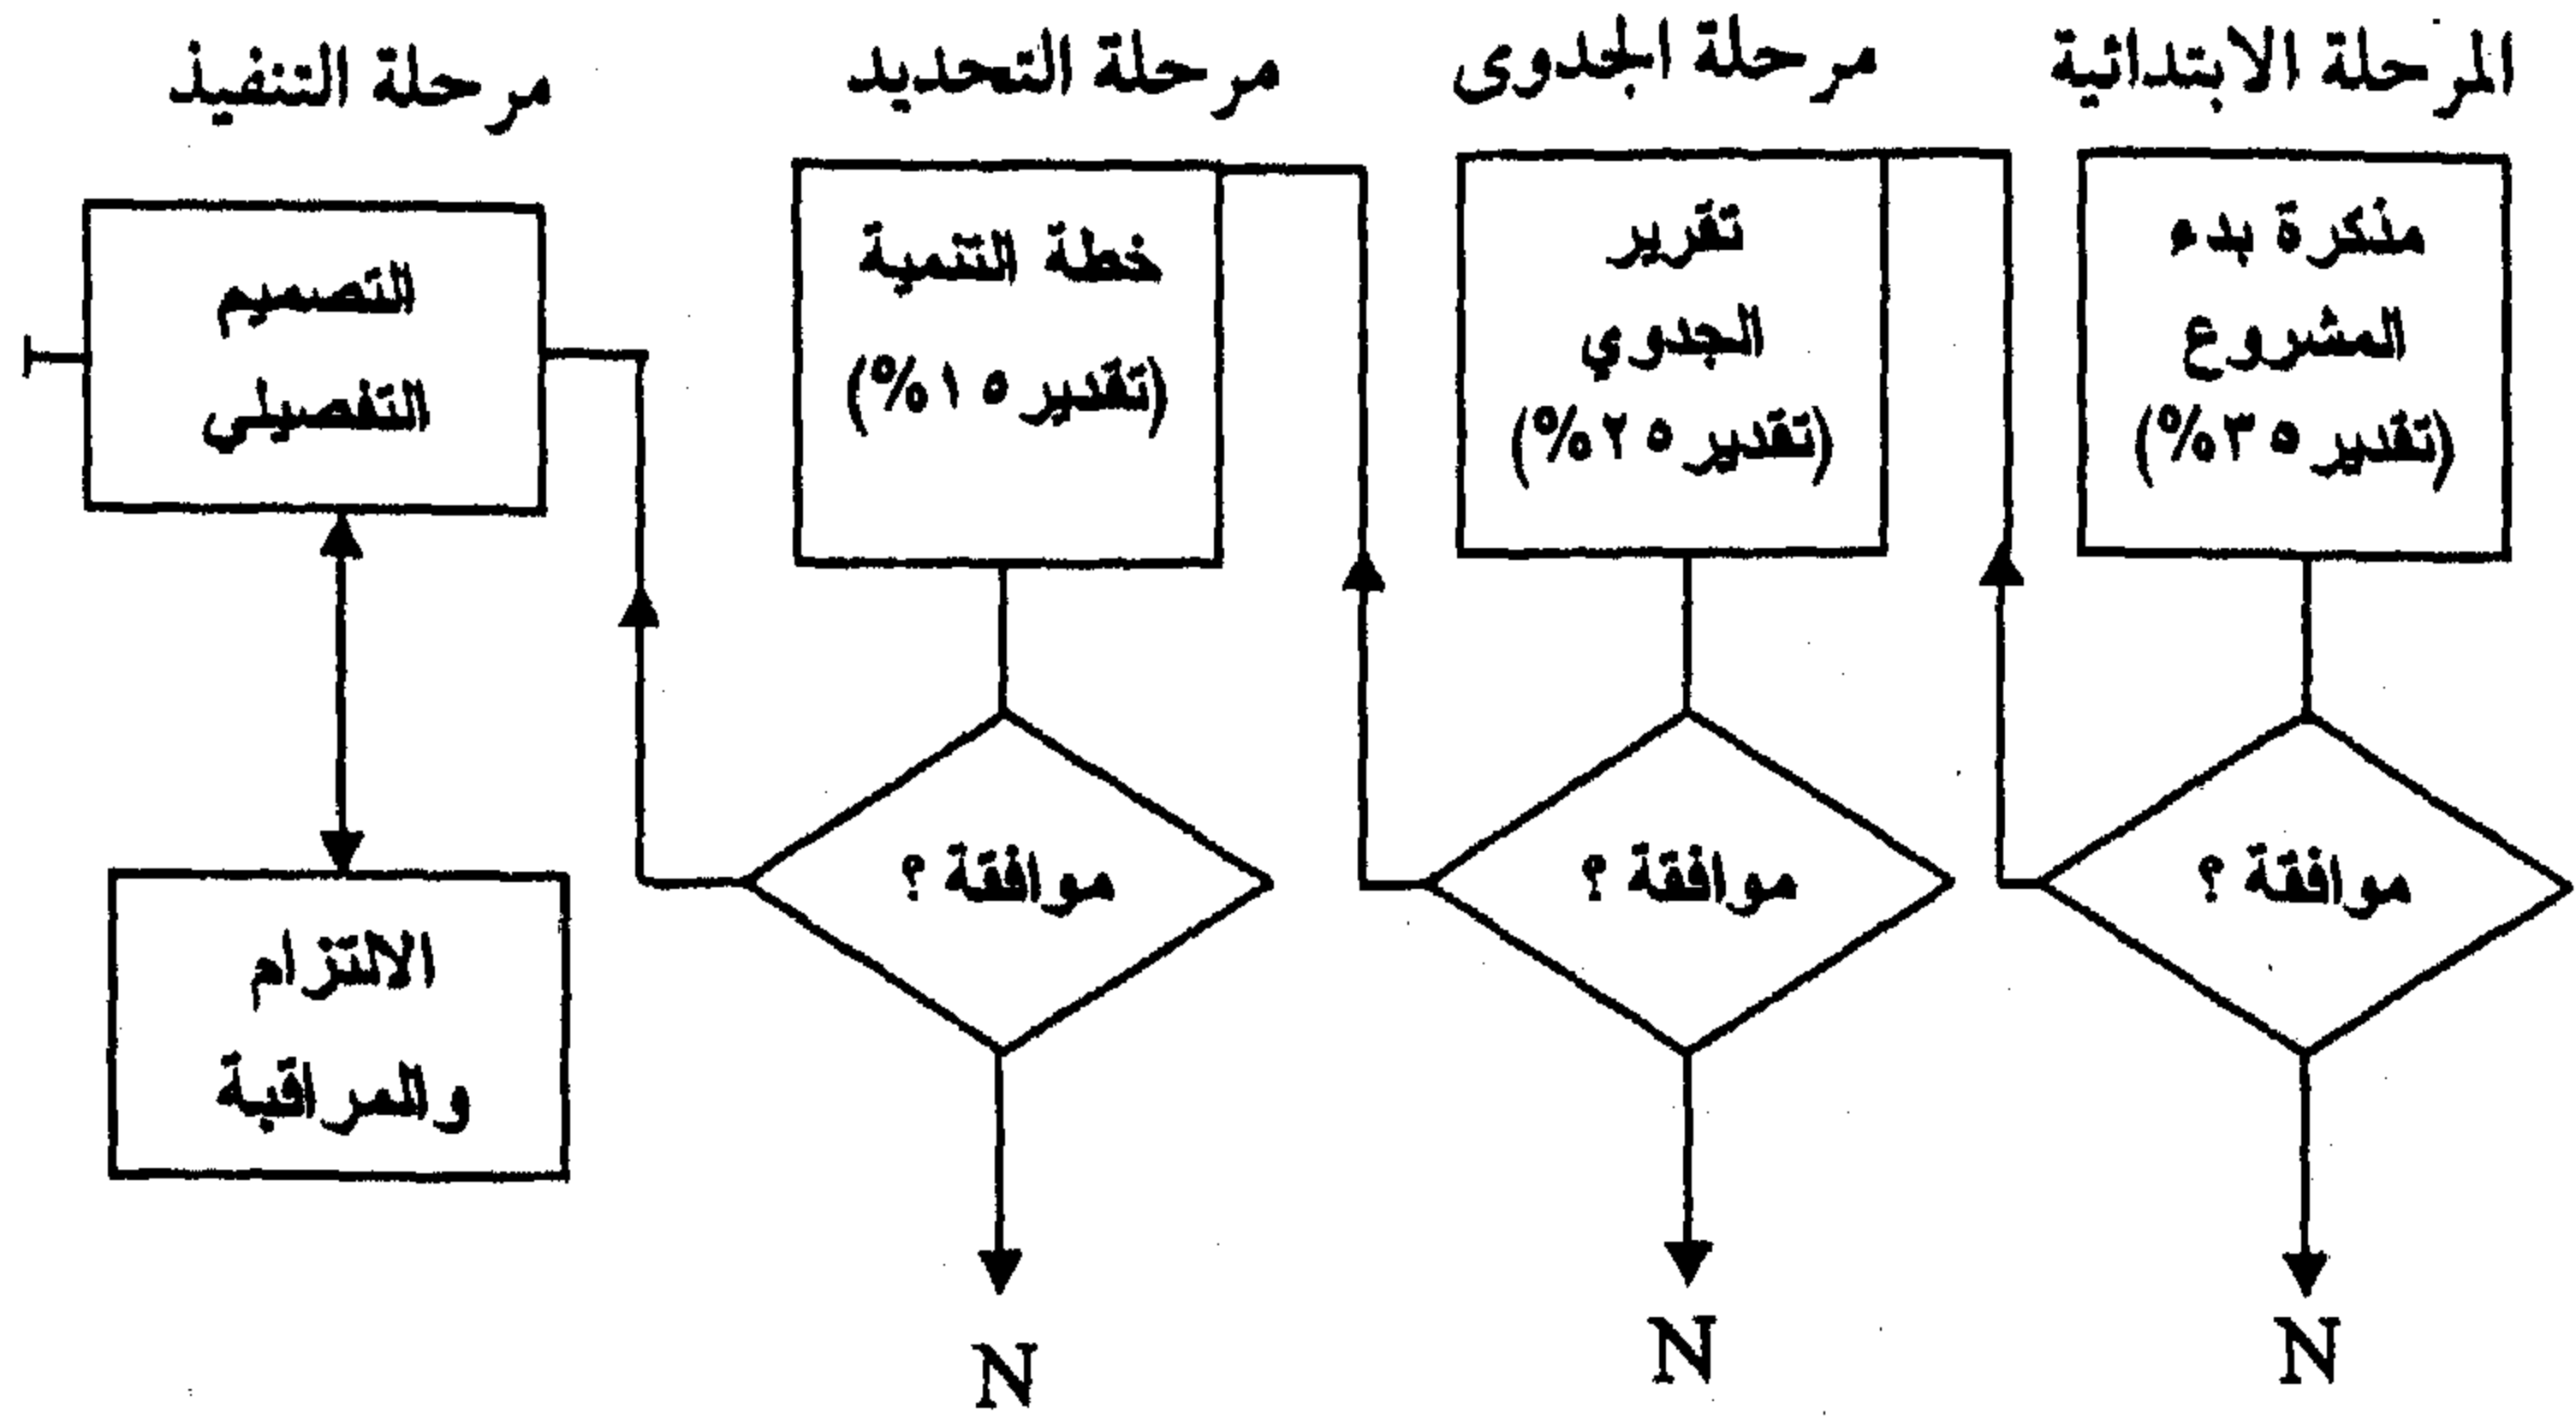 المرحلة الابتدائية
مرحلة الجدوى
مرحلة التحديد
مرحلة التنفيذ
مذكرة بدء
المشروع
(تقدير ٣٥%)
تقرير
الجدوي
(تقدير ٢٥%)
خطة التنمية
(تقدير ١٥%)
التصميم
التفصيلي
موافقة ؟
موافقة ؟
موافقة ؟
الالتزام
والمراقبة
N
N
N